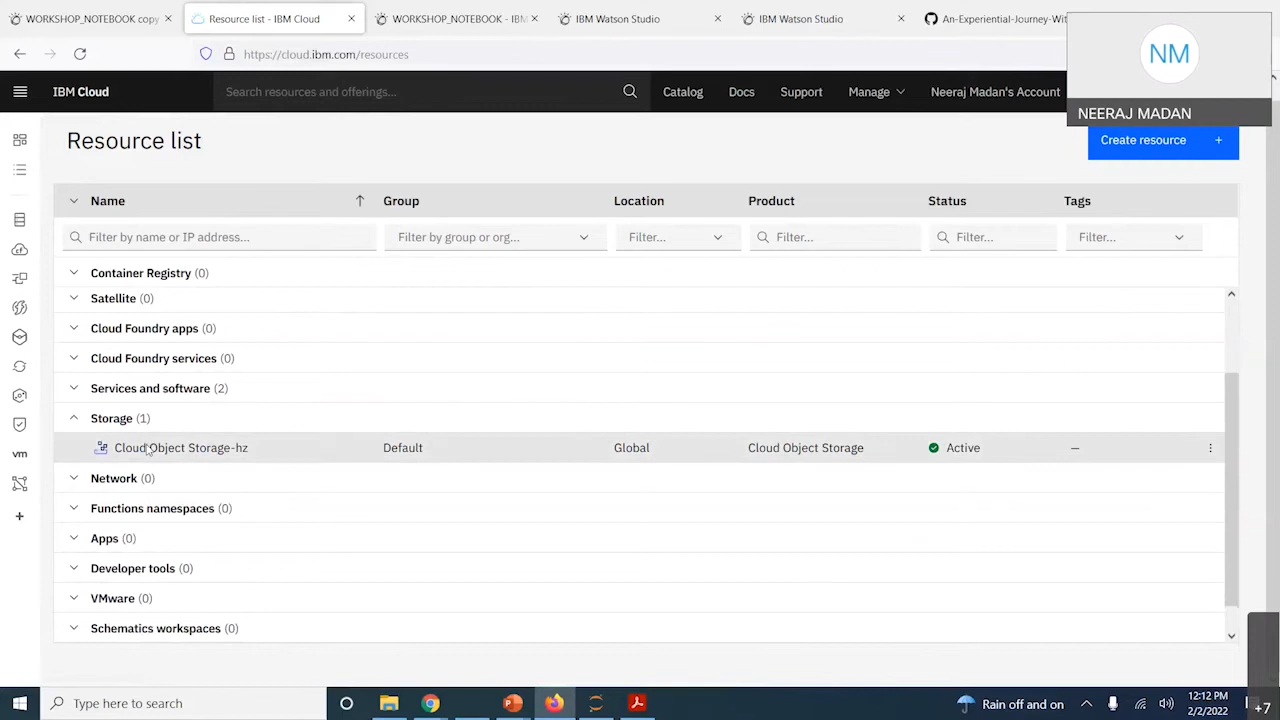 WORKSHOP_NOTEBOOK copy
Resource list - IBM Cloud
WORKSHOP_NOTEBOOK - IBM
IBM Watson Studio
IBM Watson Studio
An-Experiential-Journey-Wit
https://cloud.ibm.com/resources
NM
NEERAJ MADAN
IBM Cloud
Search resources and offerings...
Catalog
Docs
Support
Manage
Neeraj Madan's Account
Resource list
Create resource +
Name
Group
Location
Product
Status
Tags
Filter by name or IP address...
Filter by group or org...
Filter...
Filter...
Filter...
Filter...
Container Registry (0)
Satellite (0)
Cloud Foundry apps (0)
Cloud Foundry services (0)
Services and software (2)
Storage (1)
Cloud Object Storage-hz Default Global Cloud Object Storage Active —
Network (0)
Functions namespaces (0)
Apps (0)
Developer tools (0)
VMware (0)
Schematics workspaces (0)
vm
Type here to search
Rain off and on
12:12 PM
2/2/2022
+7